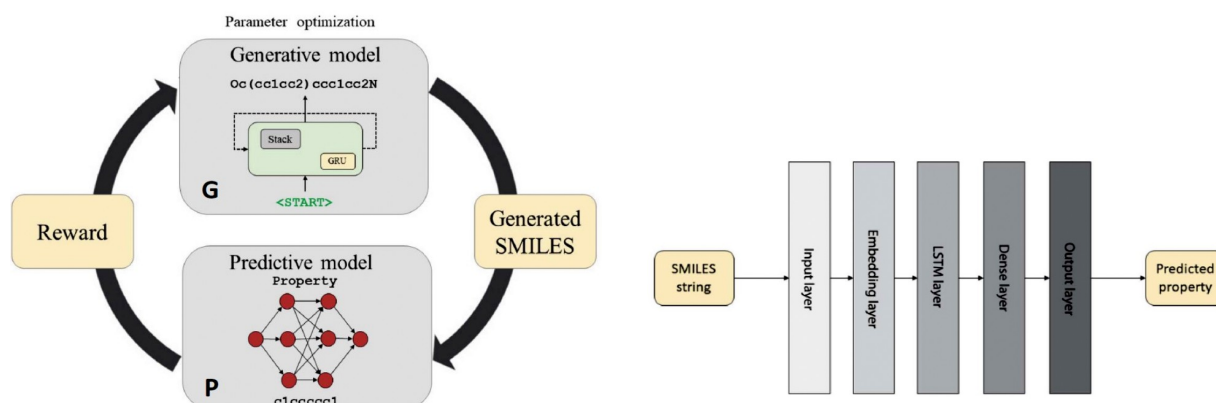 Parameter optimization
Generative model
Oc(cc1cc2)ccc1cc2N
Stack
GRU
G
<START>
Reward
Generated
SMILES
Predictive model
Property
P
c1ccccc1
SMILES
string
Input layer
Embedding layer
LSTM layer
Dense layer
Output layer
Predicted
property